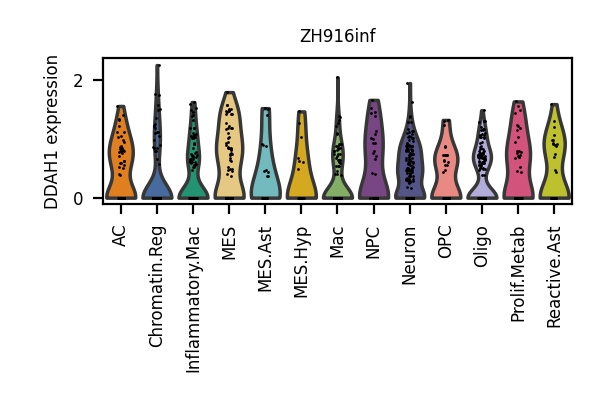 ZH916inf
DDAH1 expression
2
0
AC
Chromatin.Reg
Inflammatory.Mac
MES
MES.Ast
MES.Hyp
Mac
NPC
Neuron
OPC
Oligo
Prolif.Metab
Reactive.Ast